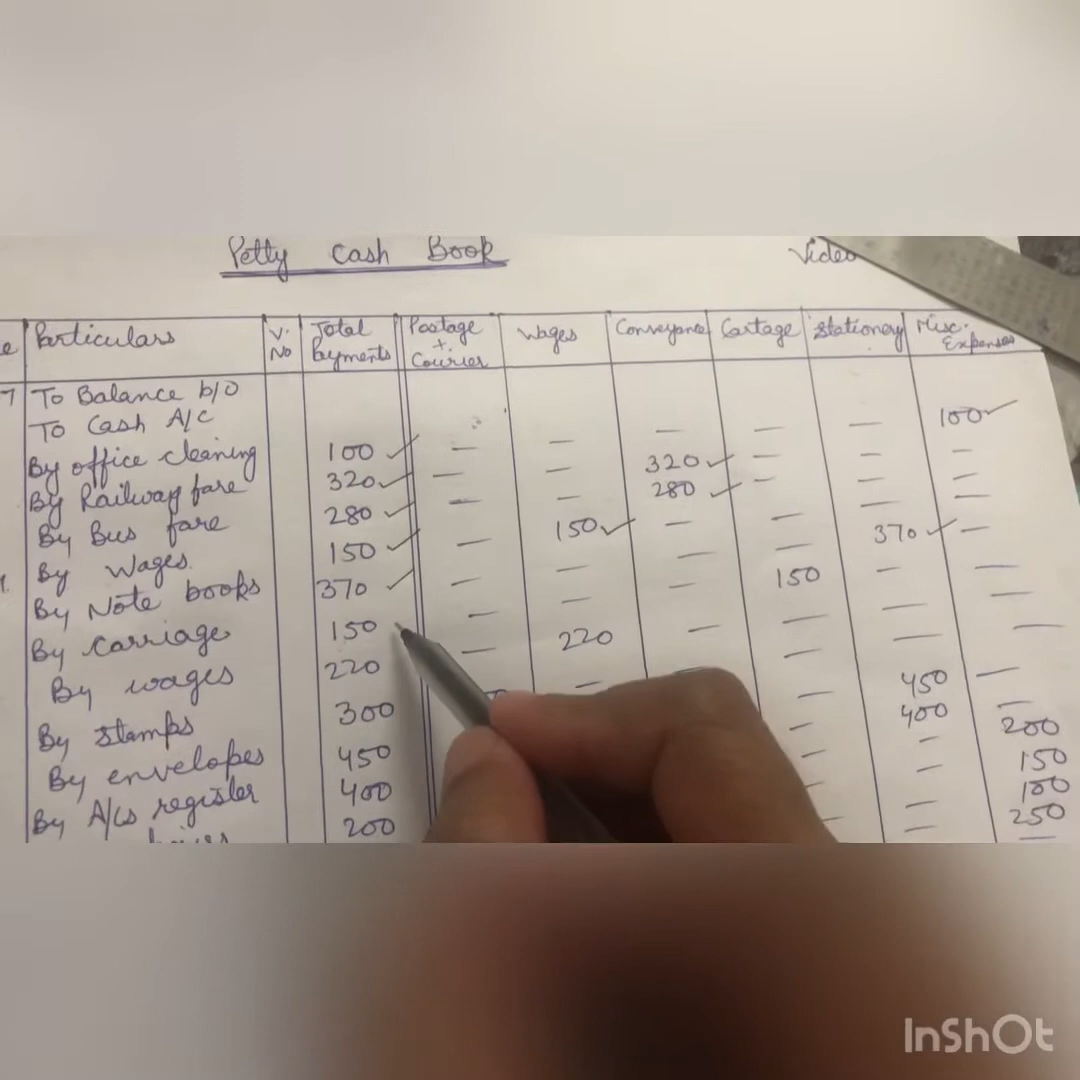 Petty Cash Book Video
e Particulars V. No Total Payments Postage + Courier Wages Conveyance Cartage Stationery Misc. Expenses
7 To Balance b/o
To Cash A/c
By office cleaning 100 ✓ — — — — — 100 ✓
By Railway fare 320 ✓ — — 320 ✓ — — —
By Bus fare 280 ✓ — — 280 ✓ — — —
By Wages. 150 ✓ — 150 ✓ — — — —
By Note books 370 ✓ — — — — 370 ✓ —
By Carriage 150 — — — 150 — —
By wages 220 — 220 — — — —
By stamps 300
By envelopes 450 — 450 —
By A/cs register 400 — 400 —
200 — — 200
150
100
250
InShOt